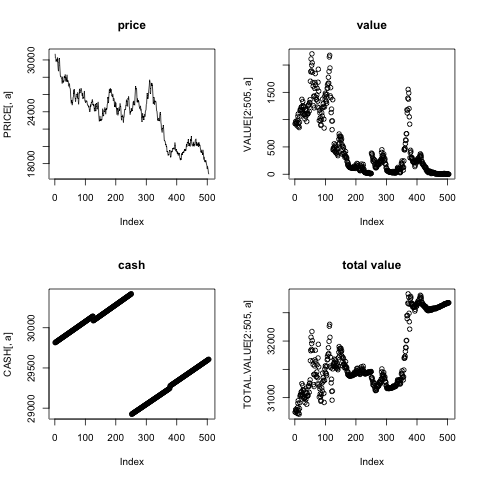 price
PRICE[, a]
30000
24000
18000
0 100 200 300 400 500
Index
value
VALUE[2:505, a]
1500
500
0
0 100 200 300 400 500
Index
cash
CASH[, a]
30000
29500
29000
0 100 200 300 400 500
Index
total value
TOTAL.VALUE[2:505, a]
32000
31000
0 100 200 300 400 500
Index